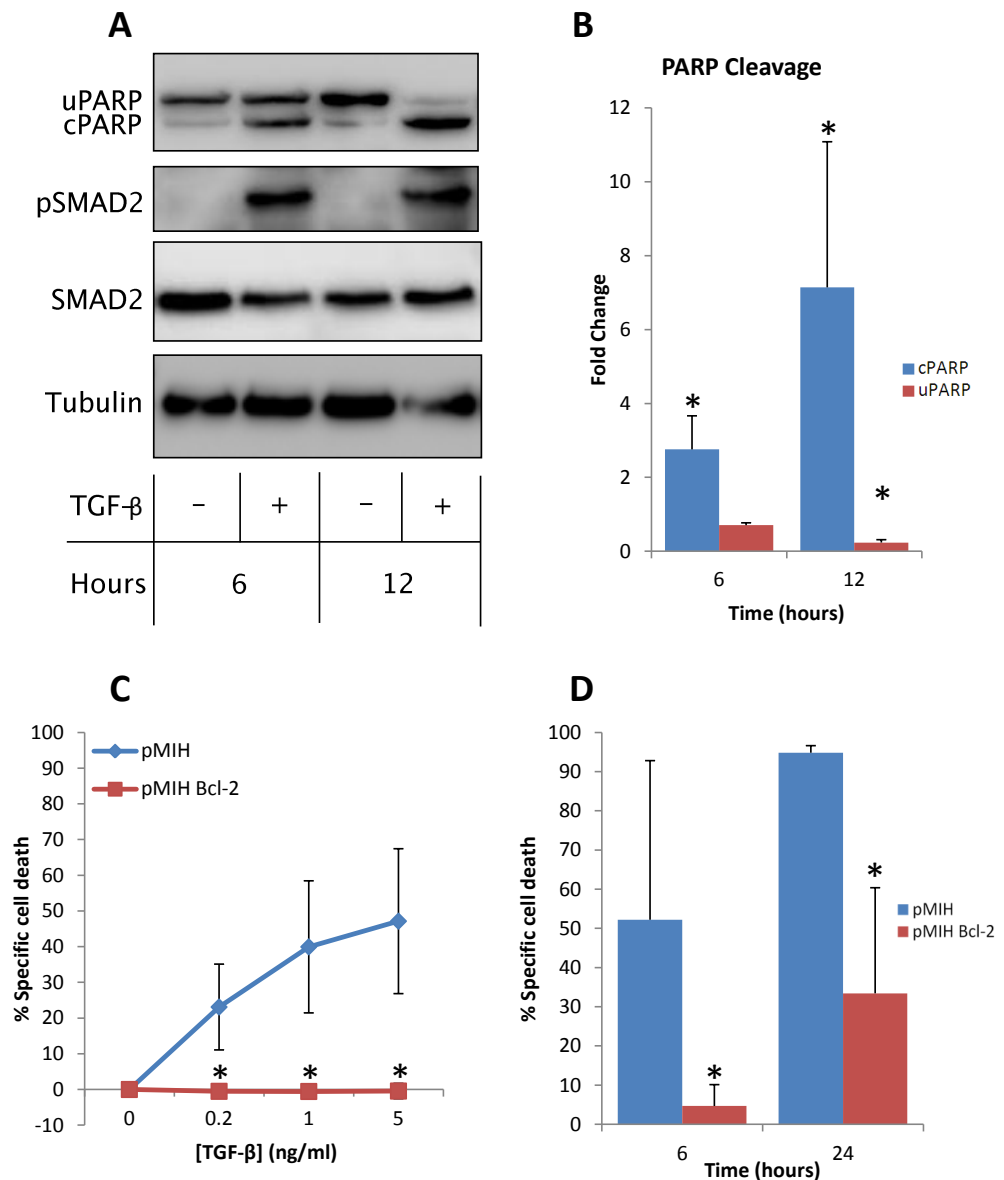 A
uPARP
cPARP
pSMAD2
SMAD2
Tubulin
TGF-β - + - +
Hours 6 12
B
PARP Cleavage
12
10
8
6
4
2
0
Fold Change
* * *
cPARP
uPARP
6 12
Time (hours)
C
100
90
80
70
60
50
40
30
20
10
0
-10
% Specific cell death
pMIH
pMIH Bcl-2
* * *
0 0.2 1 5
[TGF-β] (ng/ml)
D
100
90
80
70
60
50
40
30
20
10
0
% Specific cell death
* *
pMIH
pMIH Bcl-2
6 24
Time (hours)